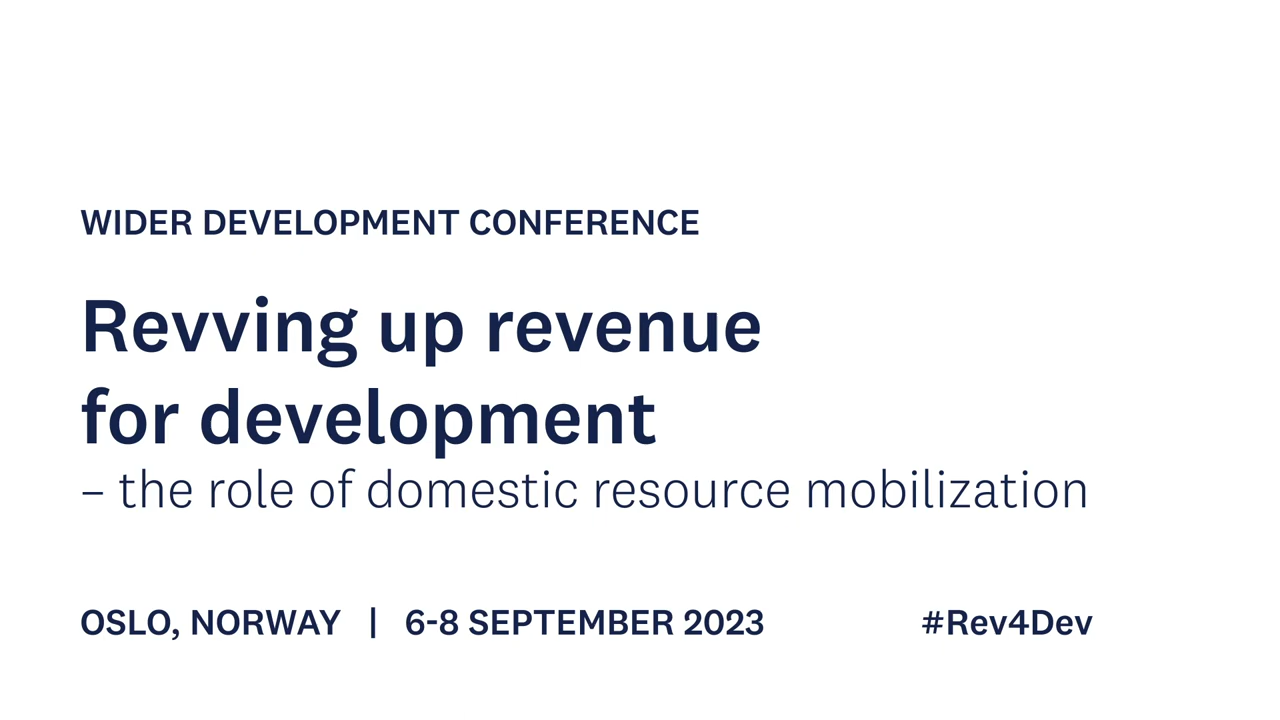 WIDER DEVELOPMENT CONFERENCE
Revving up revenue
for development
– the role of domestic resource mobilization
OSLO, NORWAY | 6-8 SEPTEMBER 2023 #Rev4Dev